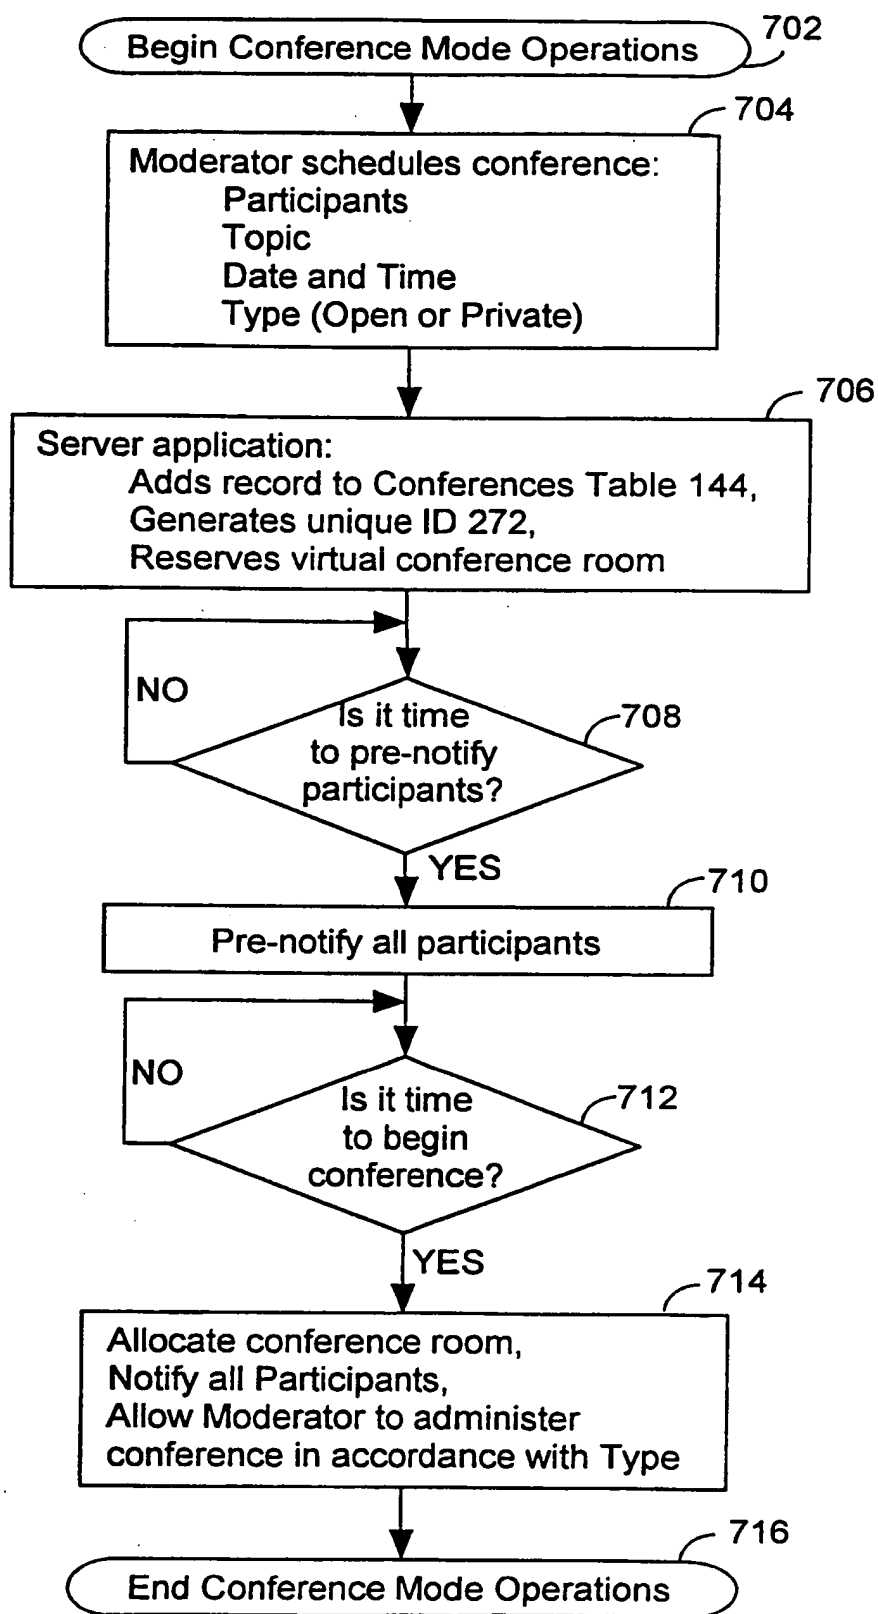 Begin Conference Mode Operations
702
704
Moderator schedules conference:
Participants
Topic
Date and Time
Type (Open or Private)
706
Server application:
Adds record to Conferences Table 144,
Generates unique ID 272,
Reserves virtual conference room
NO
708
Is it time
to pre-notify
participants?
YES
710
Pre-notify all participants
NO
712
Is it time
to begin
conference?
YES
714
Allocate conference room,
Notify all Participants,
Allow Moderator to administer
conference in accordance with Type
716
End Conference Mode Operations